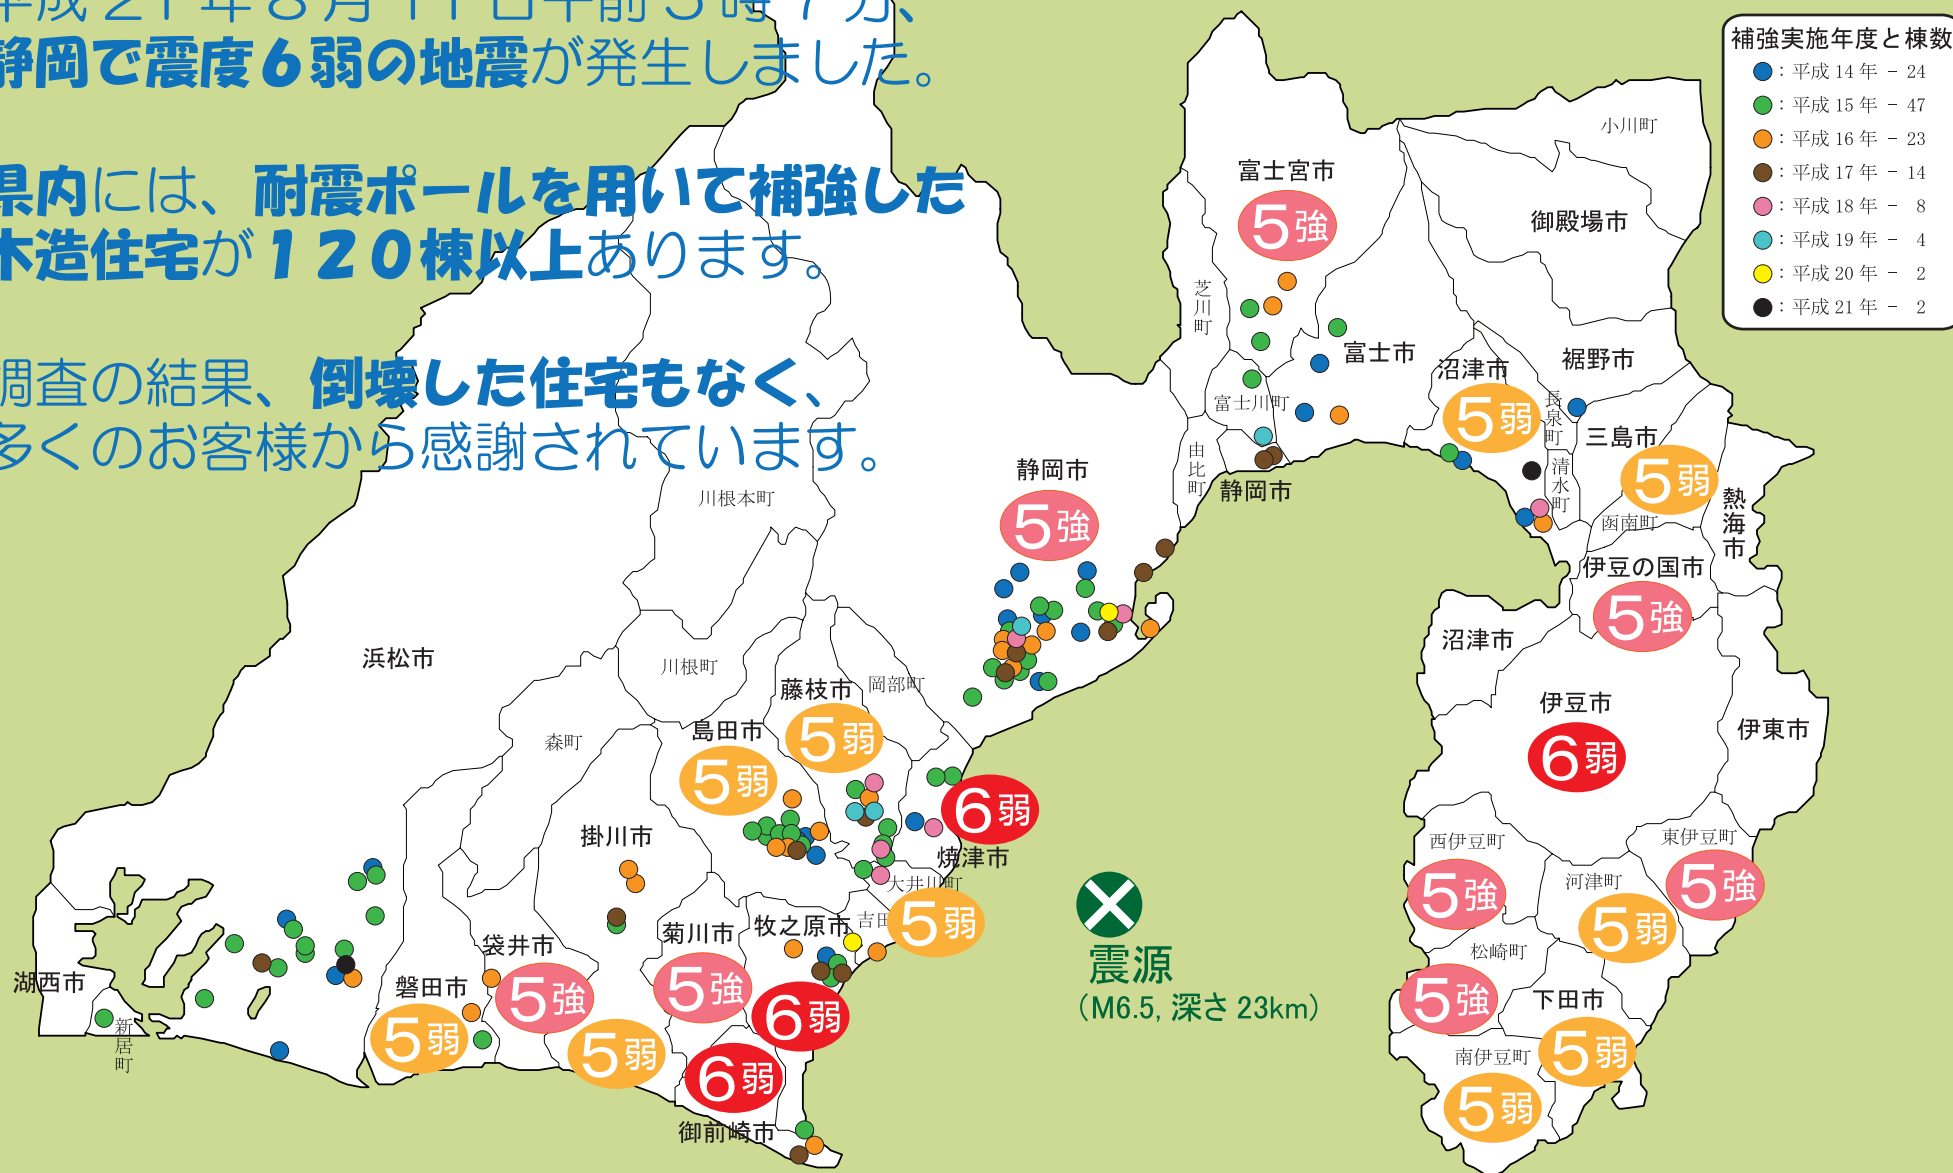 平成21年8月11日午前5時7分、
静岡で震度６弱の地震が発生しました。
県内には、耐震ポールを用いて補強した
木造住宅が１２０棟以上あります。
調査の結果、倒壊した住宅もなく、
多くのお客様から感謝されています。
補強実施年度と棟数
：平成 14 年 － 24
：平成 15 年 － 47
：平成 16 年 － 23
：平成 17 年 － 14
：平成 18 年 － 8
：平成 19 年 － 4
：平成 20 年 － 2
：平成 21 年 － 2
小川町
富士宮市
5強
御殿場市
芝川町
富士市
沼津市
5弱
裾野市
長泉町
富士川町
三島市
5弱
由比町
清水町
静岡市
5強
静岡市
川根本町
熱海市
函南町
伊豆の国市
5強
沼津市
浜松市
川根町
藤枝市
5弱
岡部町
伊豆市
6弱
伊東市
島田市
5弱
森町
6弱
焼津市
掛川市
西伊豆町
5強
東伊豆町
5強
大井川町
河津町
5弱
吉田
5弱
牧之原市
6弱
菊川市
5強
袋井市
5強
松崎町
5強
湖西市
磐田市
5弱
5弱
震源
（M6.5, 深さ 23km）
下田市
5弱
新居町
南伊豆町
5弱
6弱
御前崎市